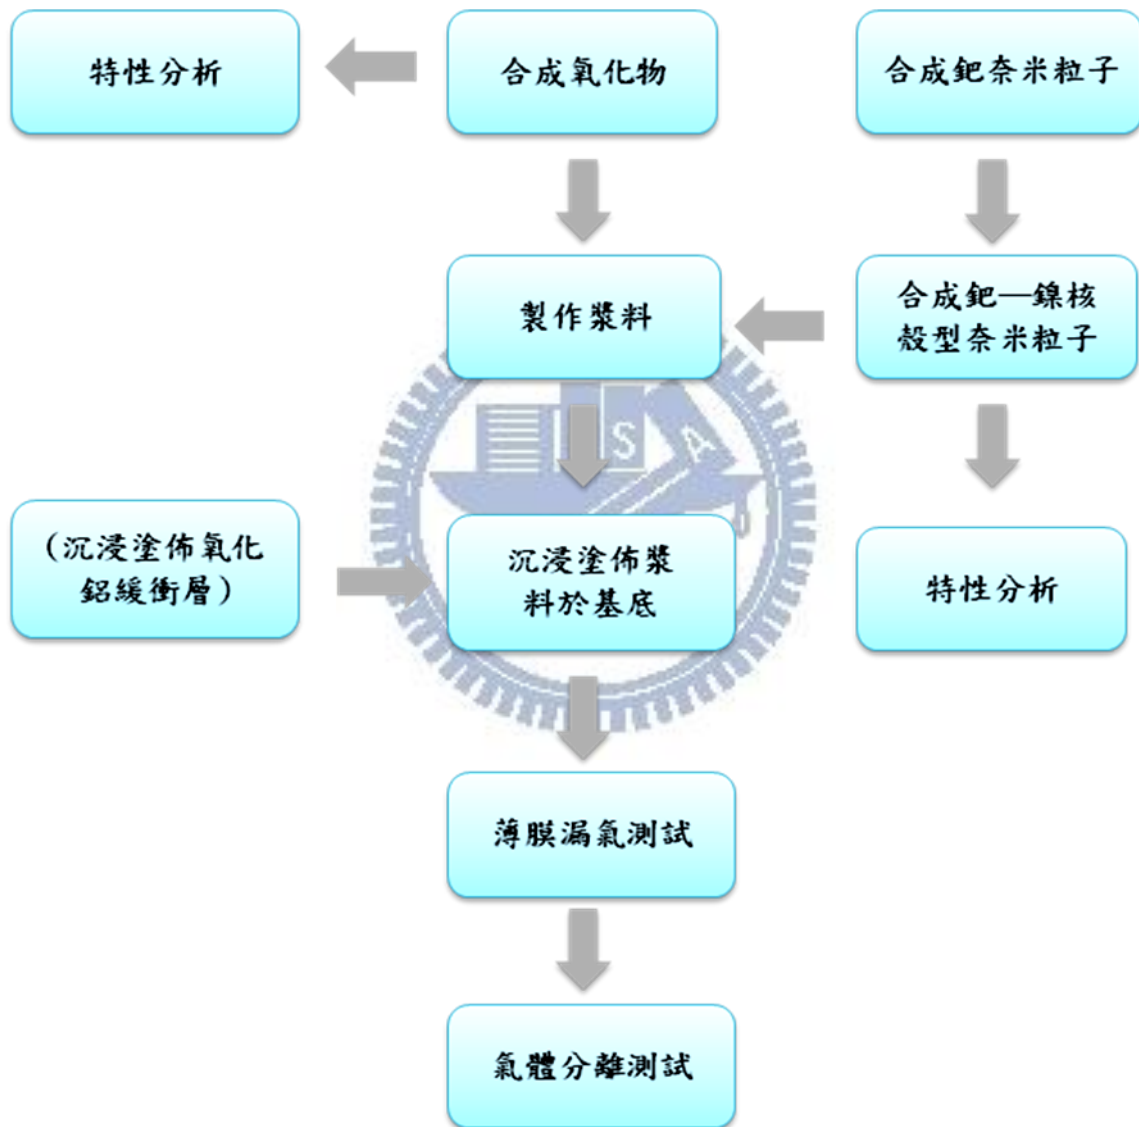 特性分析
合成氧化物
合成鈀奈米粒子
製作漿料
合成鈀—鎳核
殼型奈米粒子
(沉浸塗佈氧化
鋁緩衝層)
沉浸塗佈漿
料於基底
特性分析
薄膜漏氣測試
氣體分離測試
S
A